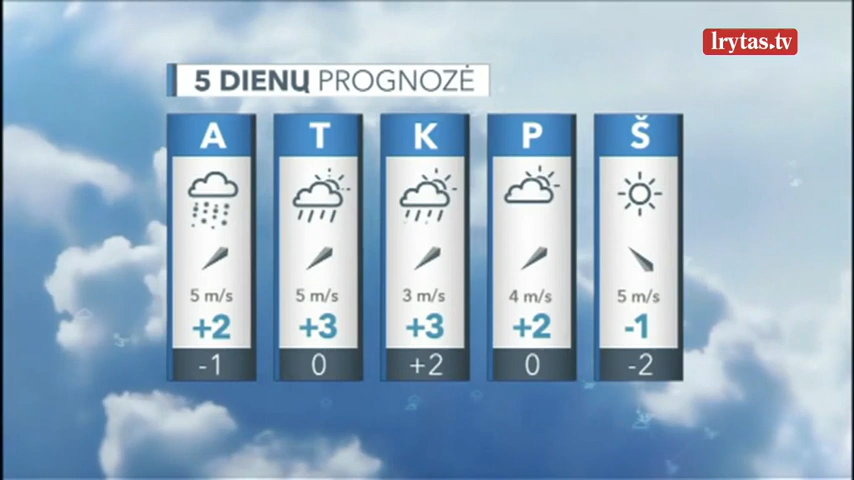 lrytas.tv
5 DIENŲ PROGNOZĖ
A T K P Š
5 m/s 5 m/s 3 m/s 4 m/s 5 m/s
+2 +3 +3 +2 -1
-1 0 +2 0 -2